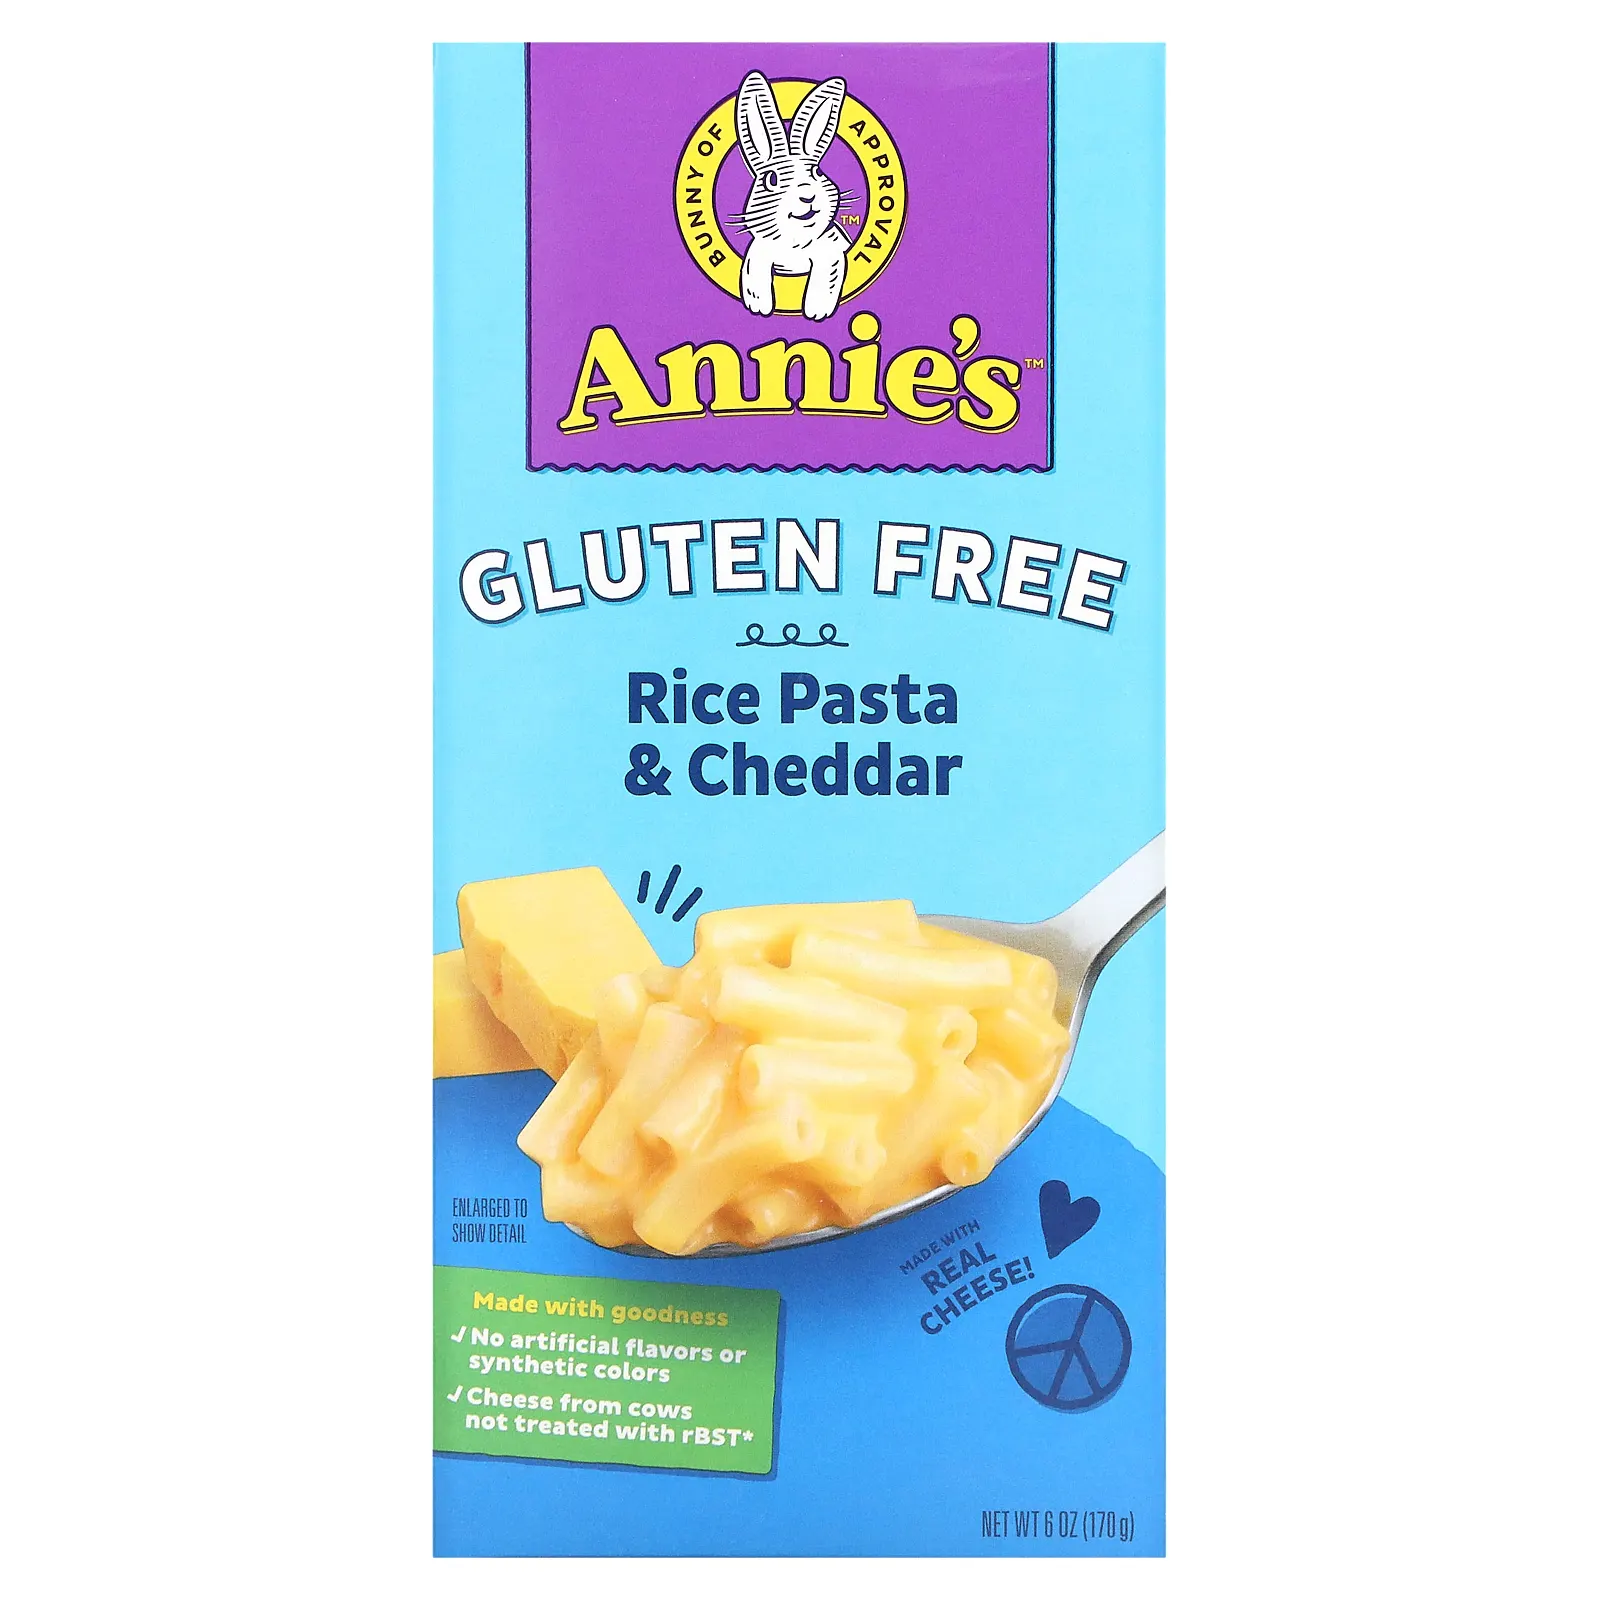 BUNNY OF APPROVAL
TM
Annie's™
GLUTEN FREE
Rice Pasta
& Cheddar
ENLARGED TO
SHOW DETAIL
MADE WITH
REAL
CHEESE!
Made with goodness
✓No artificial flavors or
synthetic colors
✓Cheese from cows
not treated with rBST*
NET WT 6 OZ (170g)